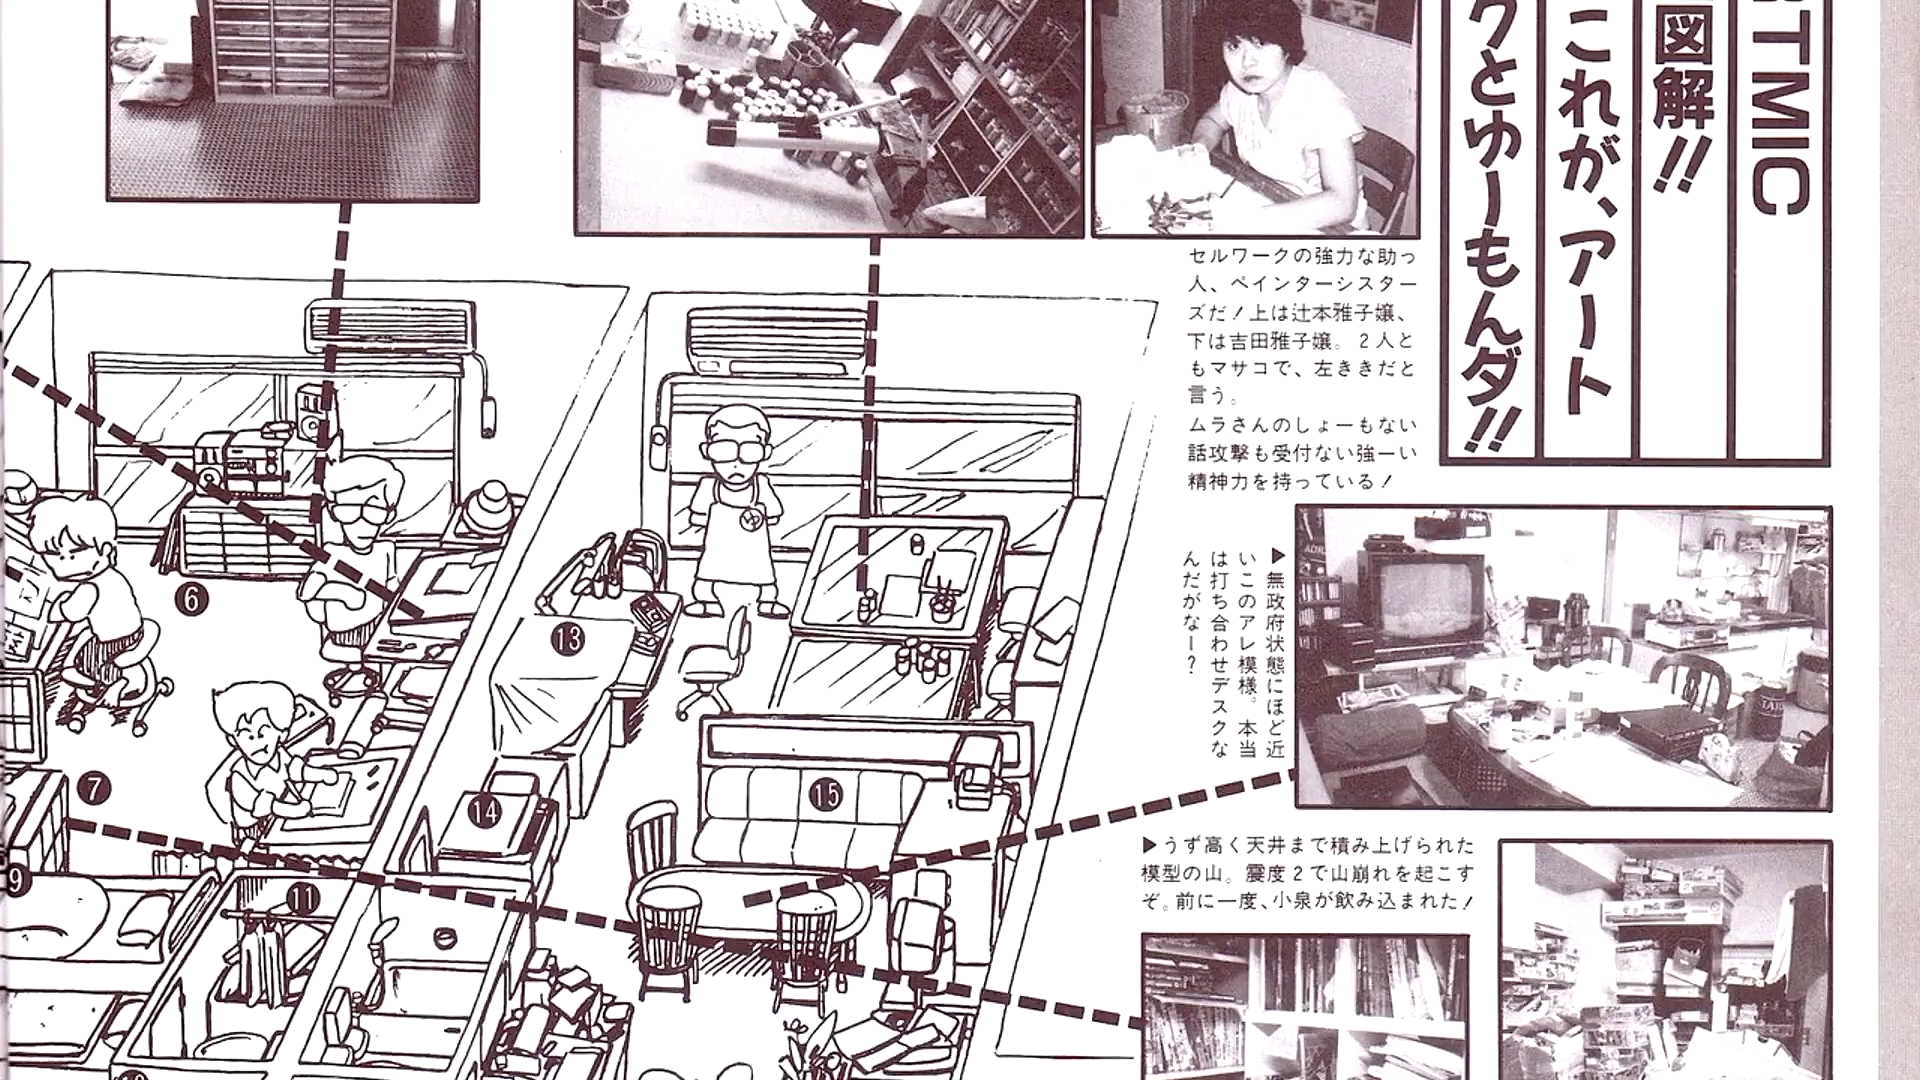 RTMIC
図解!!
これが、アート
クとゆーもんダ!!
セルワークの強力な助っ
人、ペインターシスター
ズだ!上は辻本雅子嬢、
下は吉田雅子嬢。2人と
もマサコで、左ききだと
言う。
ムラさんのしょーもない
話攻撃も受付ない強ーい
精神力を持っている!
▶無政府状態にほど近
いこのアレ模様。本当
は打ち合わせデスクな
んだがなー?
▶うず高く天井まで積み上げられた
模型の山。震度2で山崩れを起こす
ぞ。前に一度、小泉が飲み込まれた!
6
13
7
14
15
9
11